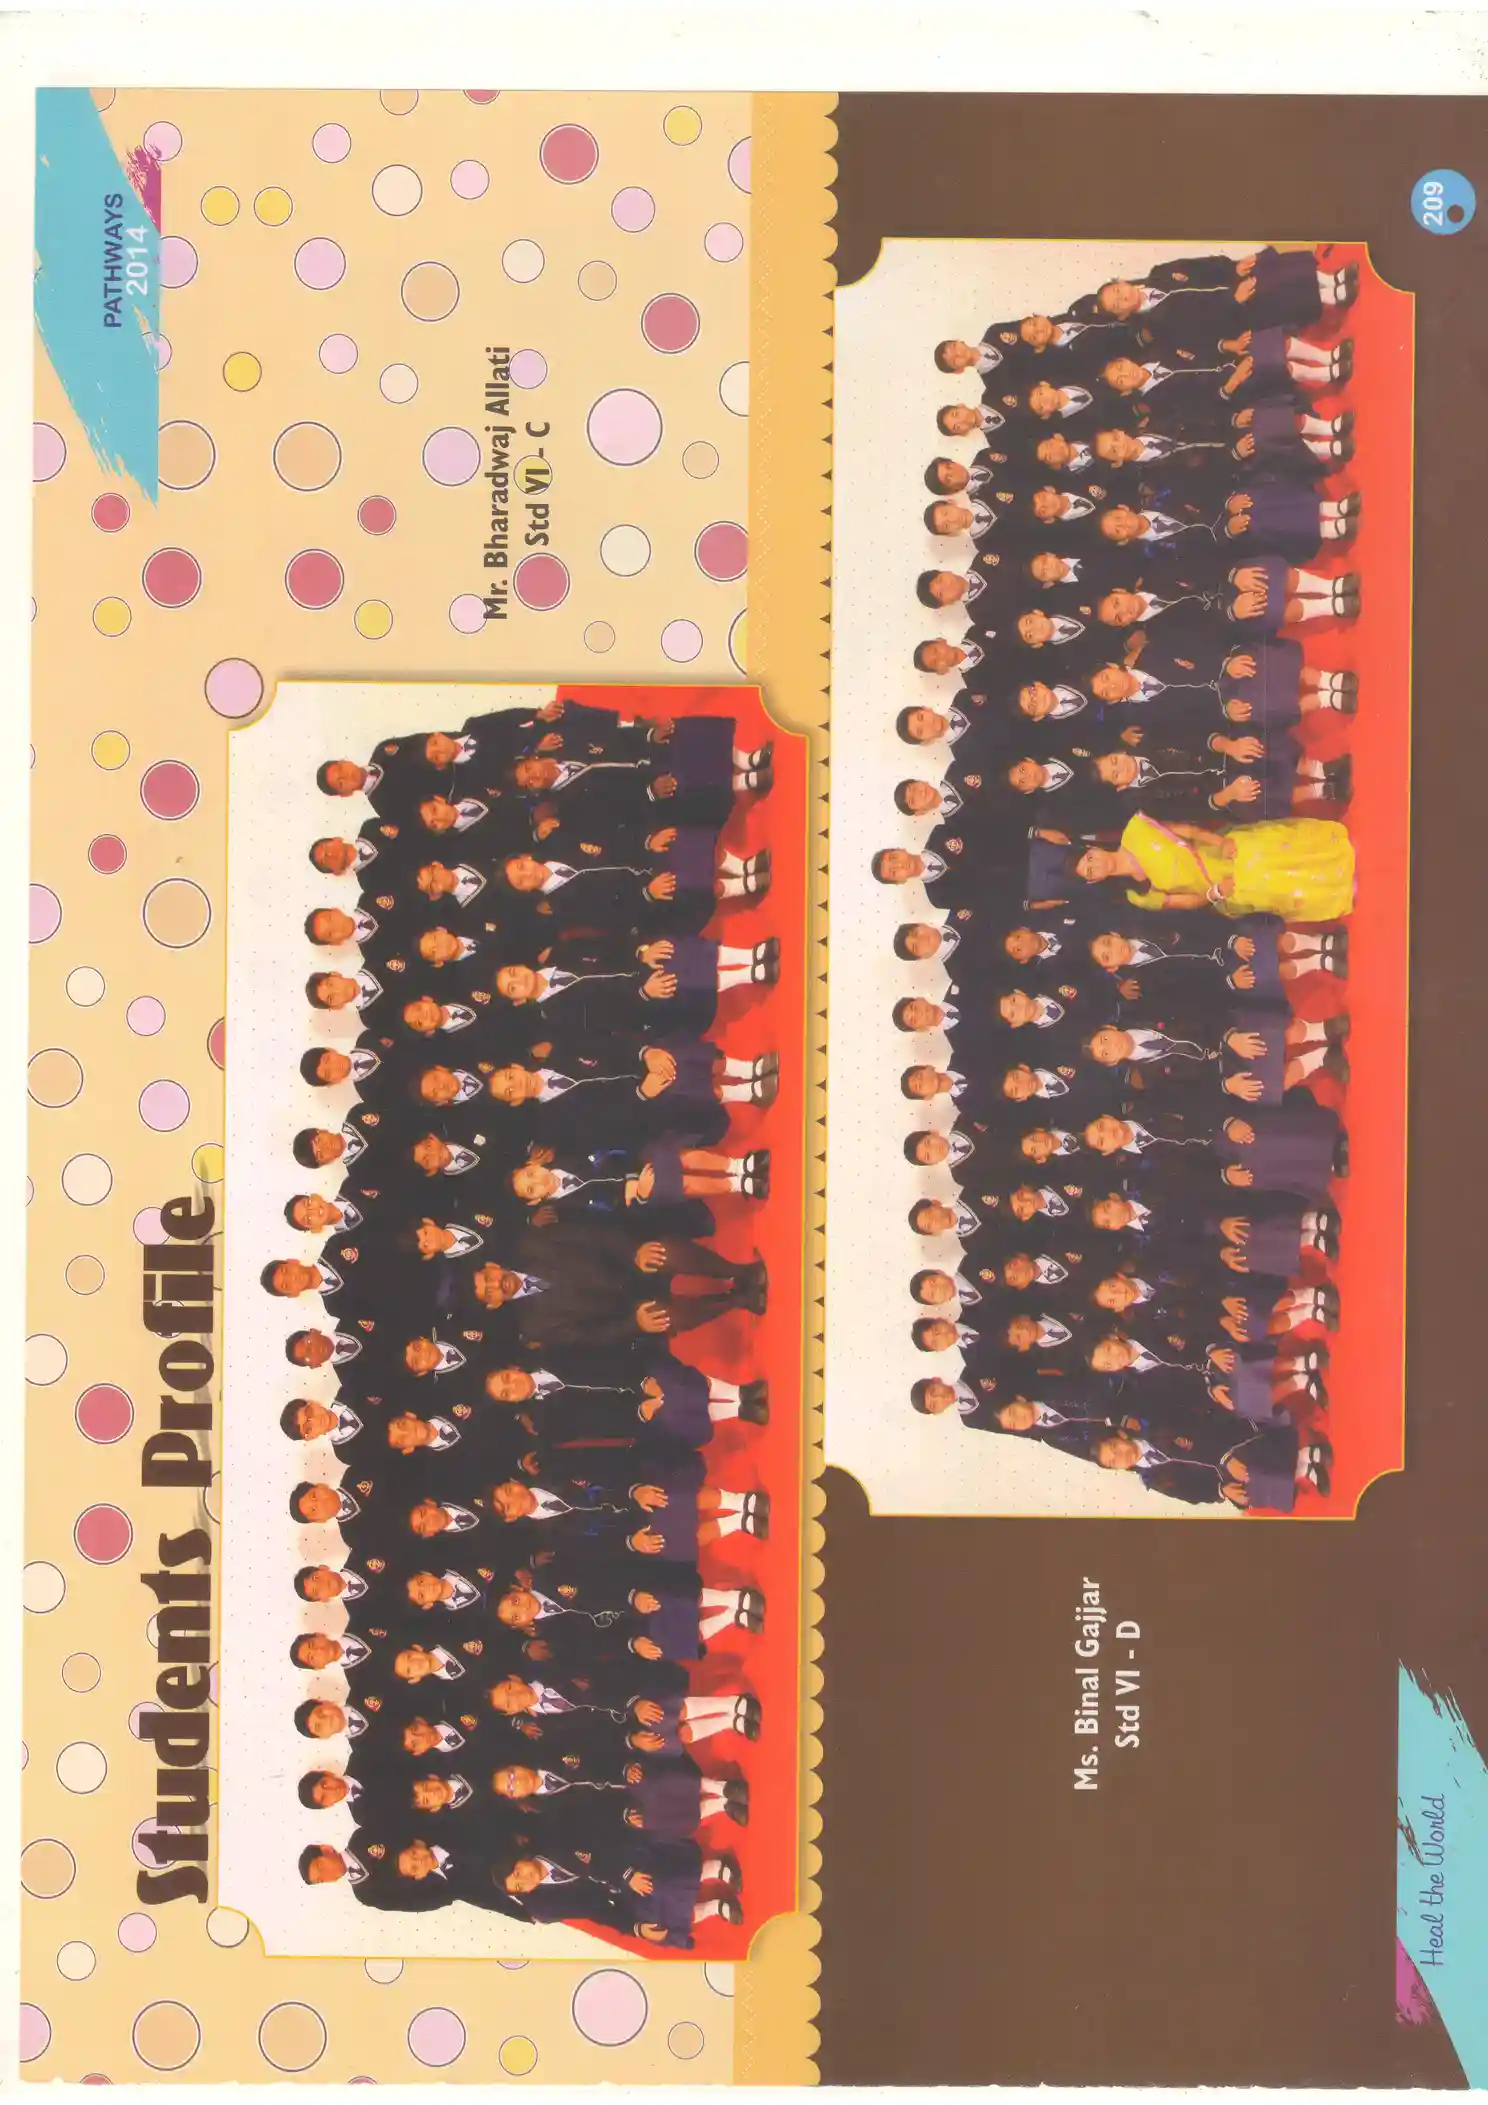 PATHWAYS
2014
Students Profile
Mr. Bharadwaj Allati
Std VI - C
Ms. Binal Gajjar
Std VI - D
Heal the World
209